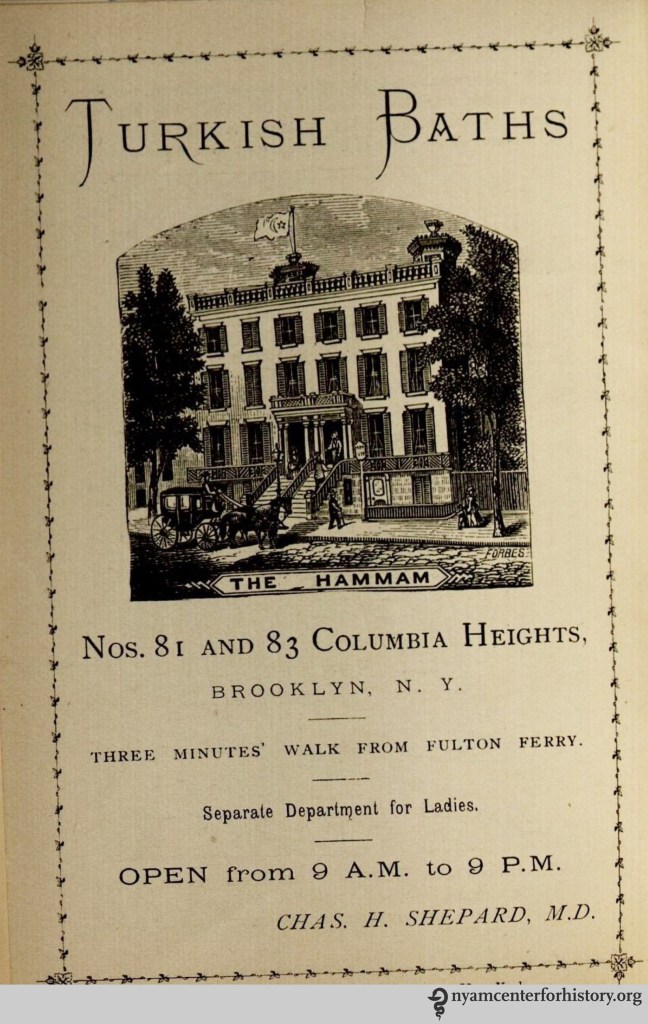 Turkish Baths
FORBES
THE HAMMAM
Nos. 81 and 83 Columbia Heights,
BROOKLYN, N. Y.
THREE MINUTES' WALK FROM FULTON FERRY.
Separate Department for Ladies.
OPEN from 9 A.M. to 9 P.M.
CHAS. H. SHEPARD, M.D.
nyamcenterforhistory.org